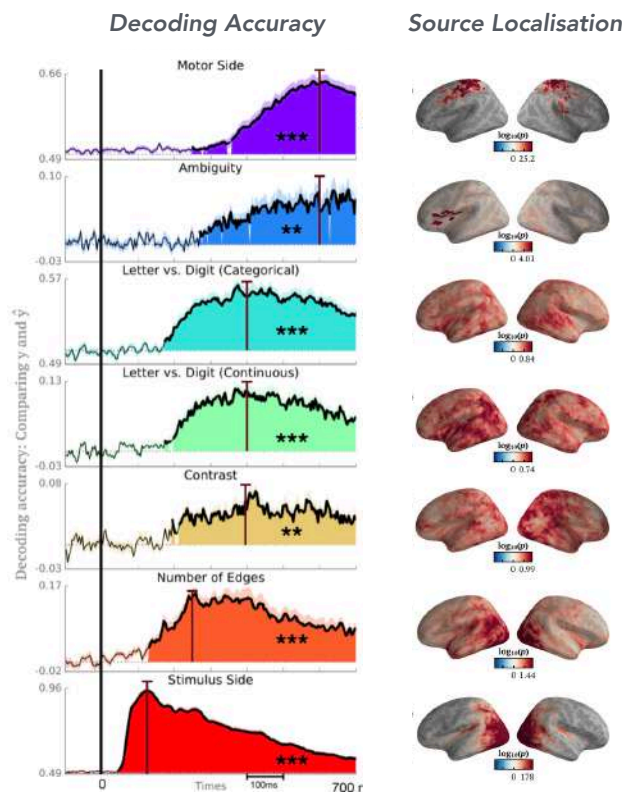 Decoding Accuracy
Source Localisation
Decoding accuracy: Comparing y and ŷ
Motor Side
0.66
0.49
***
log₁₀(p)
0 25.2
Ambiguity
0.10
-0.03
**
log₁₀(p)
0 4.81
Letter vs. Digit (Categorical)
0.57
0.49
***
log₁₀(p)
0 0.84
Letter vs. Digit (Continuous)
0.13
-0.03
***
log₁₀(p)
0 0.74
Contrast
0.08
-0.03
**
log₁₀(p)
0 0.99
Number of Edges
0.17
-0.02
***
log₁₀(p)
0 1.44
Stimulus Side
0.96
0.49
***
log₁₀(p)
0 178
0
Times
100ms
700 m